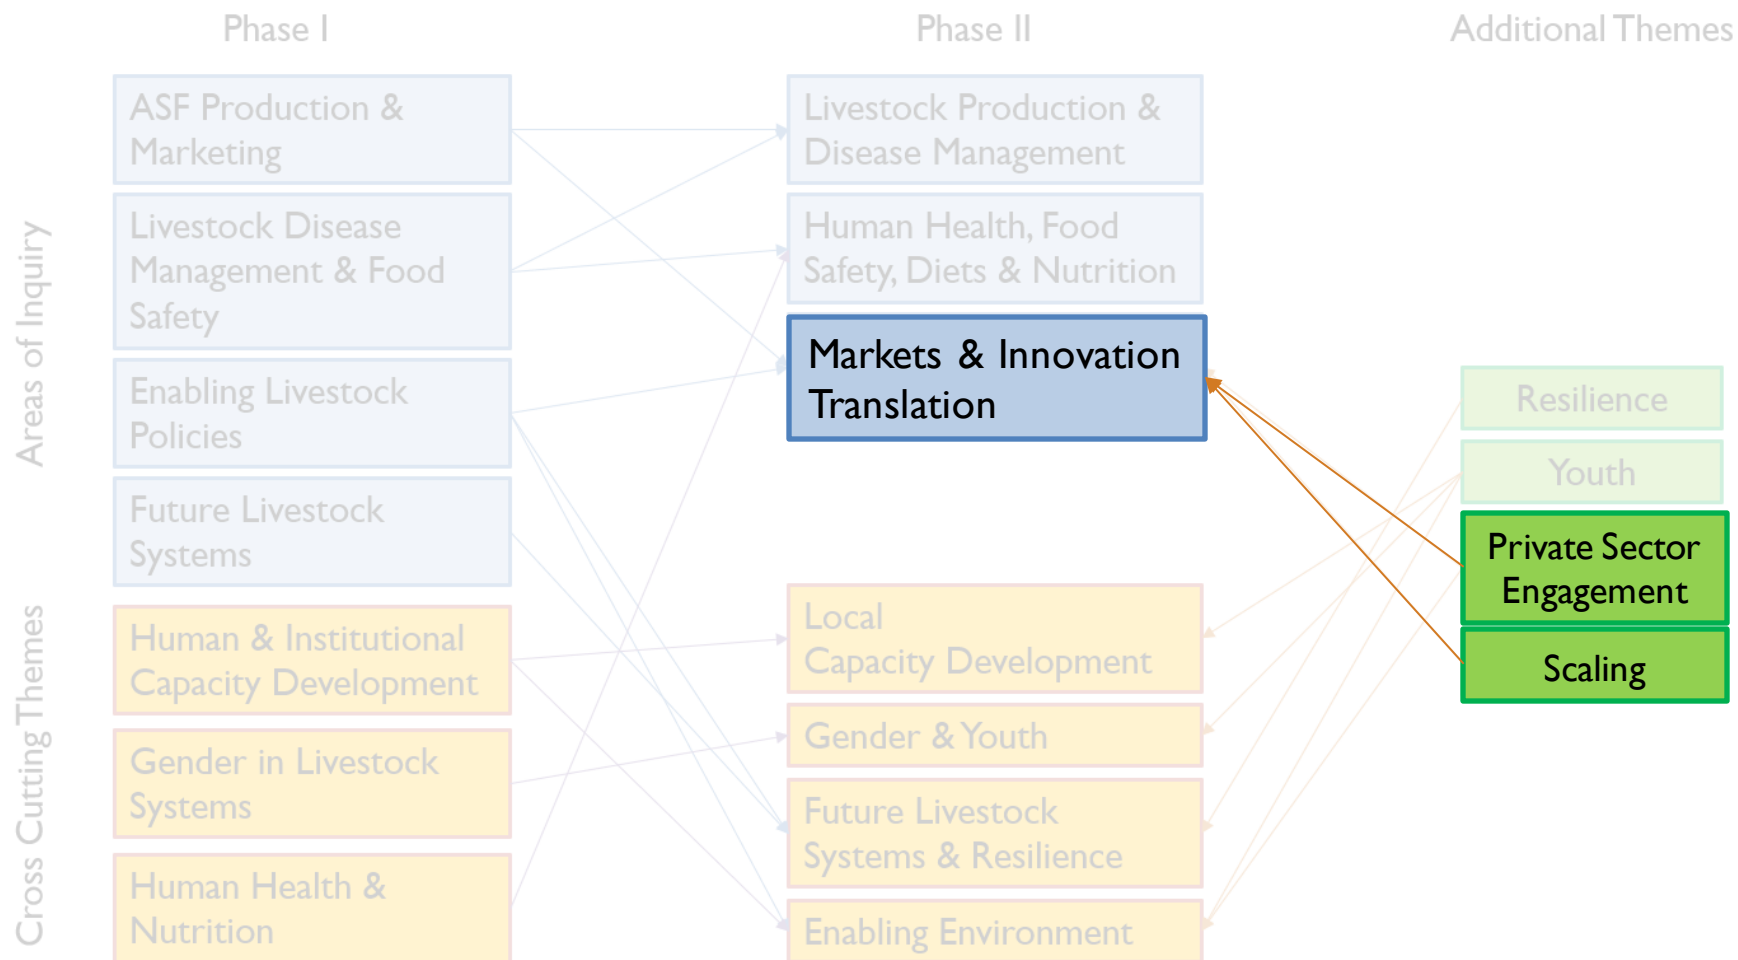 Phase I
Phase II
Additional Themes
Areas of Inquiry
Cross Cutting Themes
ASF Production &
Marketing
Livestock Disease
Management & Food
Safety
Enabling Livestock
Policies
Future Livestock
Systems
Human & Institutional
Capacity Development
Gender in Livestock
Systems
Human Health &
Nutrition
Livestock Production &
Disease Management
Human Health, Food
Safety, Diets & Nutrition
Markets & Innovation
Translation
Local
Capacity Development
Gender & Youth
Future Livestock
Systems & Resilience
Enabling Environment
Resilience
Youth
Private Sector
Engagement
Scaling